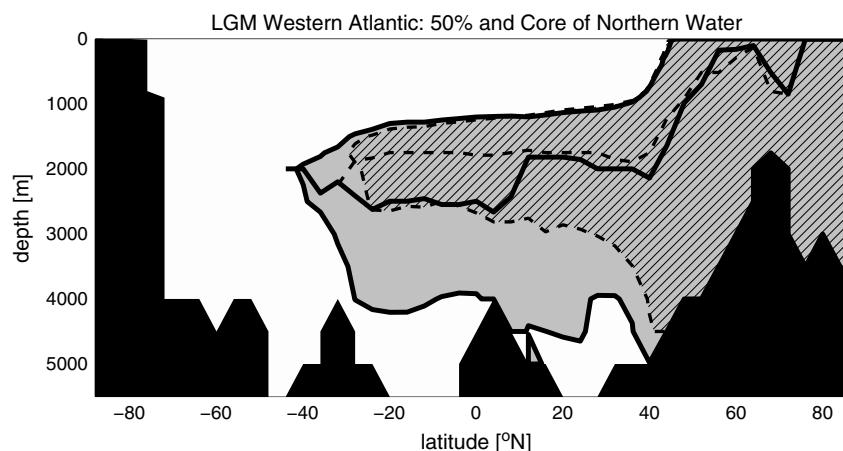 LGM Western Atlantic: 50% and Core of Northern Water
0
1000
2000
3000
4000
5000
depth [m]
−80 −60 −40 −20 0 20 40 60 80
latitude [oN]